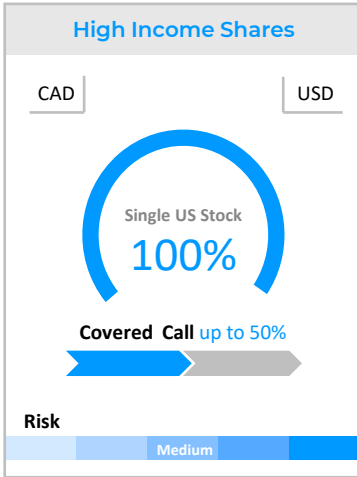 High Income Shares
CAD
USD
Single US Stock
100%
Covered Call up to 50%
Risk
Medium